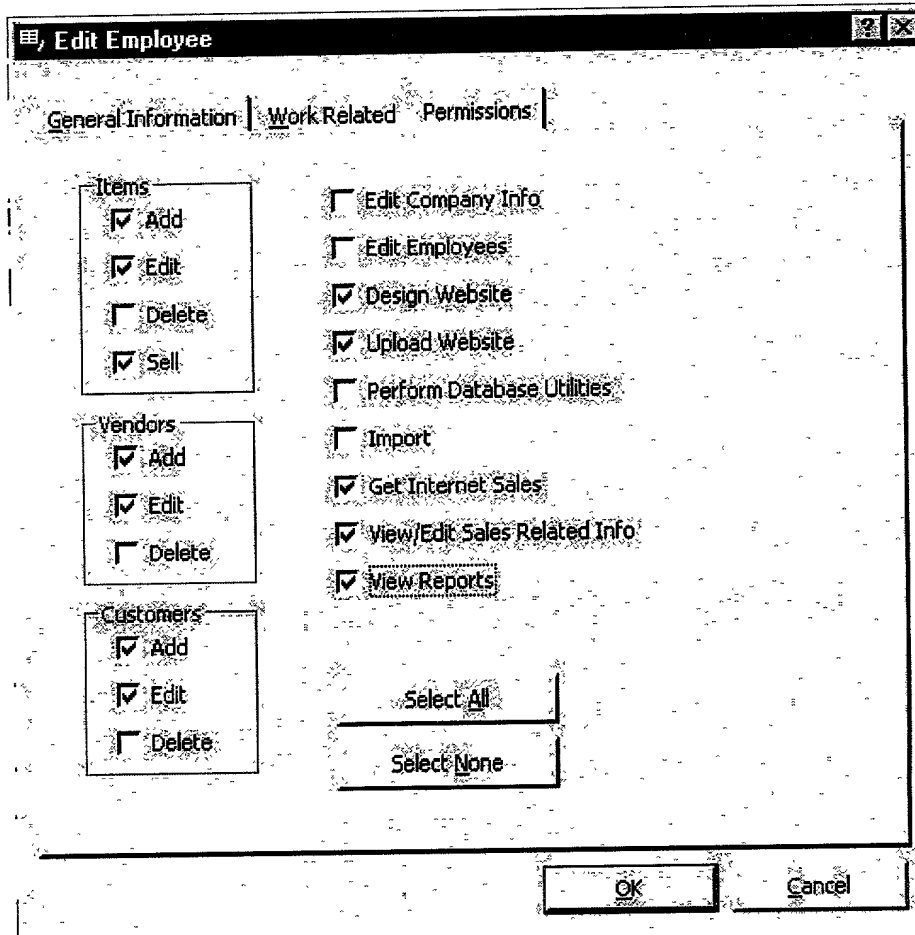 Edit Employee
General Information
Work Related
Permissions
Items
Add
Edit
Delete
Sell
Vendors
Add
Edit
Delete
Customers
Add
Edit
Delete
Edit Company Info
Edit Employees
Design Website
Upload Website
Perform Database Utilities
Import
Get Internet Sales
View/Edit Sales Related Info
View Reports
Select All
Select None
OK
Cancel